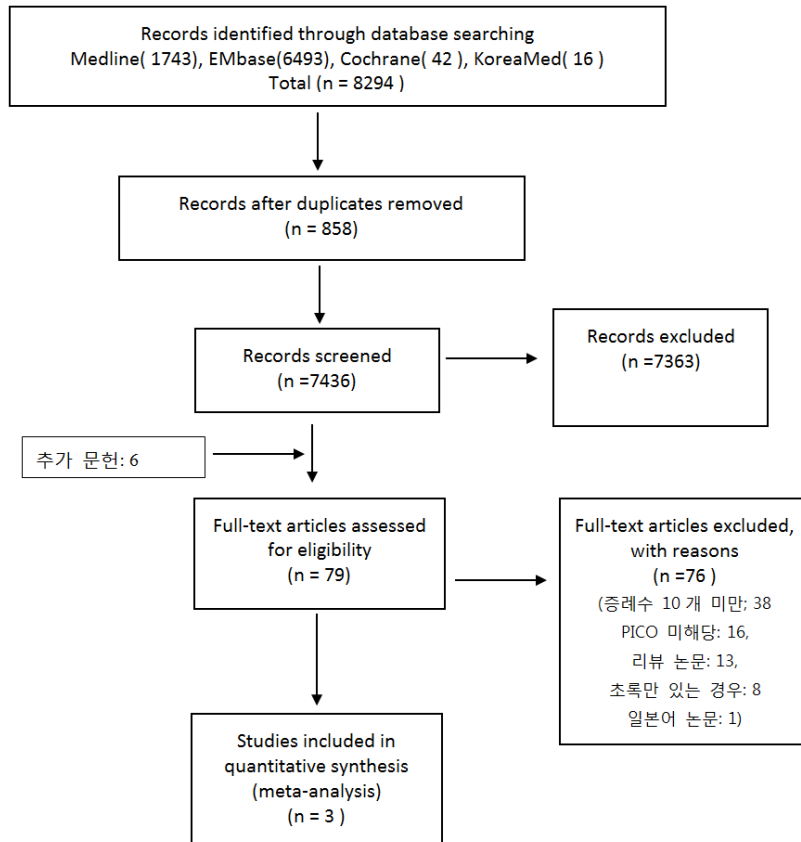 Records identified through database searching
Medline( 1743), EMbase(6493), Cochrane( 42 ), KoreaMed( 16 )
Total (n = 8294 )
Records after duplicates removed
(n = 858)
Records screened
(n =7436)
Records excluded
(n =7363)
추가 문헌: 6
Full-text articles assessed
for eligibility
(n = 79)
Full-text articles excluded,
with reasons
(n =76 )
(증례수 10 개 미만; 38
PICO 미해당: 16,
리뷰 논문: 13,
초록만 있는 경우: 8
일본어 논문: 1)
Studies included in
quantitative synthesis
(meta-analysis)
(n = 3 )